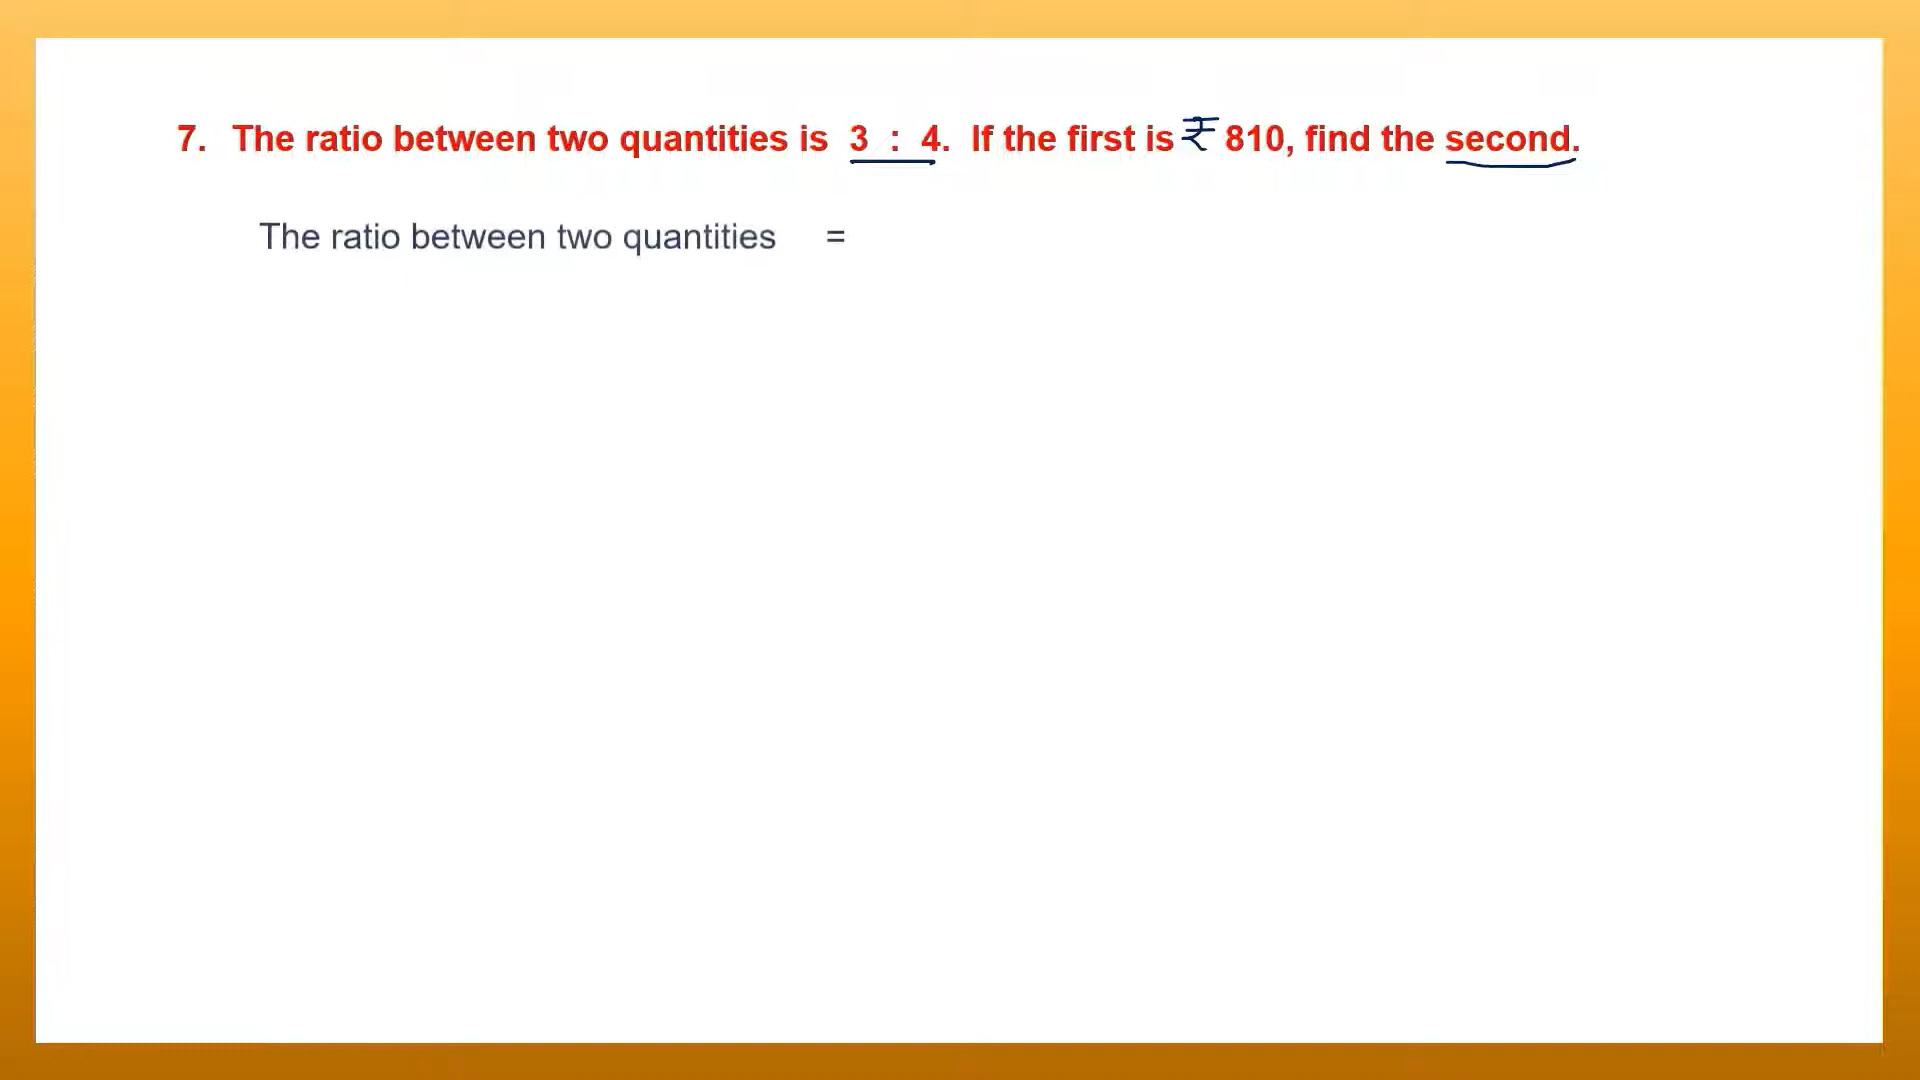 7. The ratio between two quantities is 3 : 4. If the first is ₹ 810, find the second.
The ratio between two quantities =